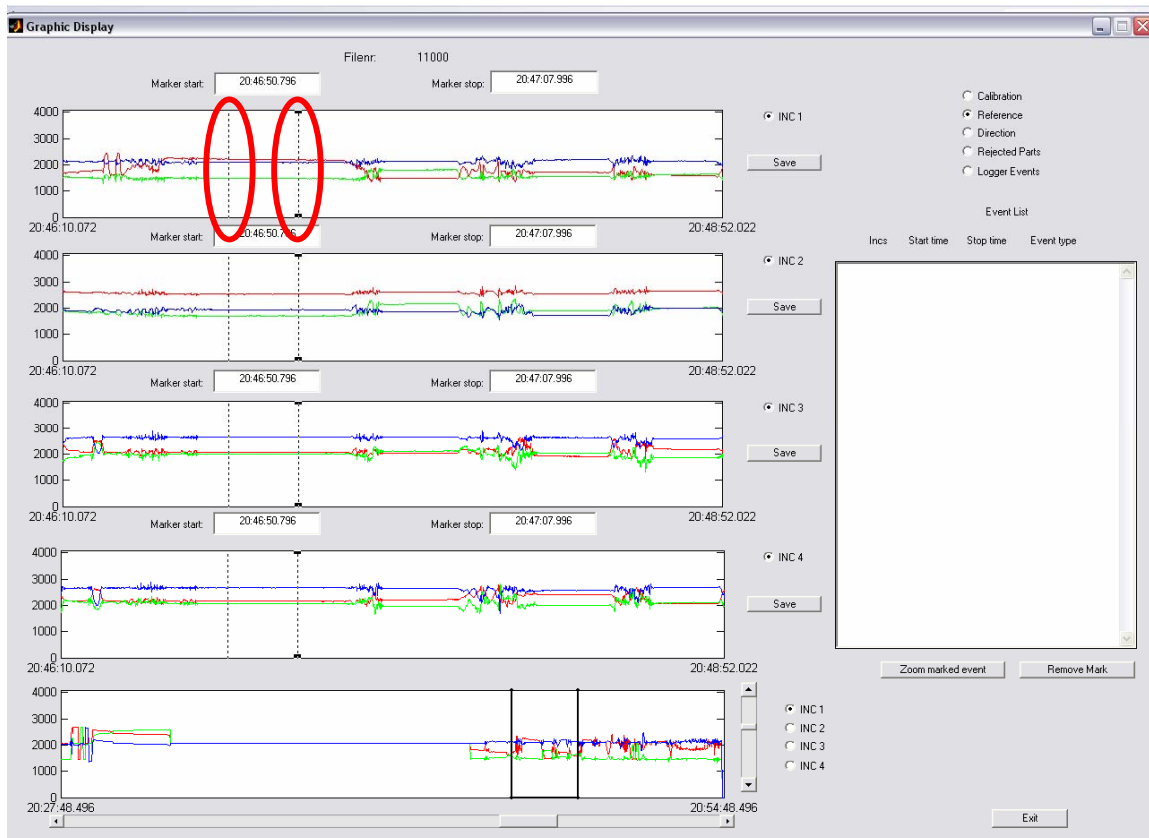 Graphic Display
Filenr: 11000
Marker start: 20:46:50.796 Marker stop: 20:47:07.996
4000
3000
2000
1000
0
20:46:10.072 20:48:52.022
INC 1
Save
Marker start: 20:46:50.796 Marker stop: 20:47:07.996
4000
3000
2000
1000
0
20:46:10.072 20:48:52.022
INC 2
Save
Marker start: 20:46:50.796 Marker stop: 20:47:07.996
4000
3000
2000
1000
0
20:46:10.072 20:48:52.022
INC 3
Save
Marker start: 20:46:50.796 Marker stop: 20:47:07.996
4000
3000
2000
1000
0
20:46:10.072 20:48:52.022
INC 4
Save
4000
3000
2000
1000
0
20:27:48.496 20:54:48.496
INC 1
INC 2
INC 3
INC 4
Calibration
Reference
Direction
Rejected Parts
Logger Events
Event List
Incs Start time Stop time Event type
Zoom marked event Remove Mark
Exit